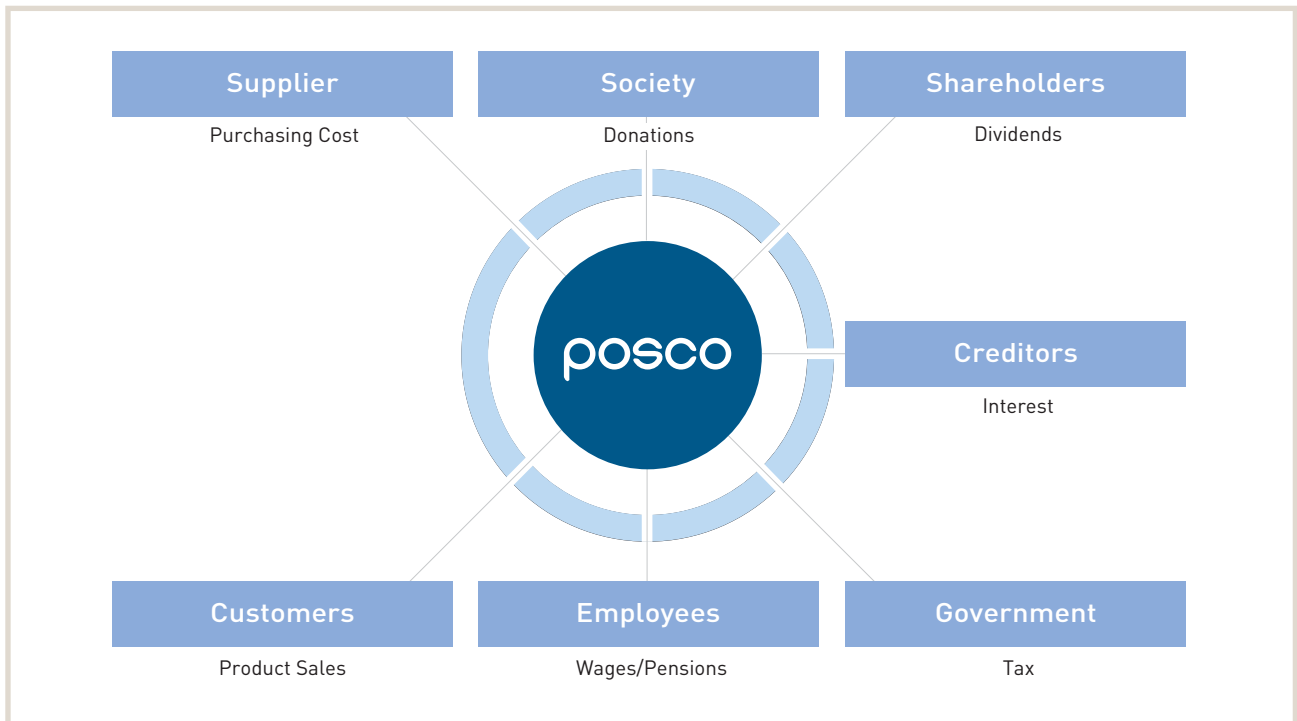 Supplier
Society
Shareholders
Purchasing Cost
Donations
Dividends
posco
Creditors
Interest
Customers
Employees
Government
Product Sales
Wages/Pensions
Tax